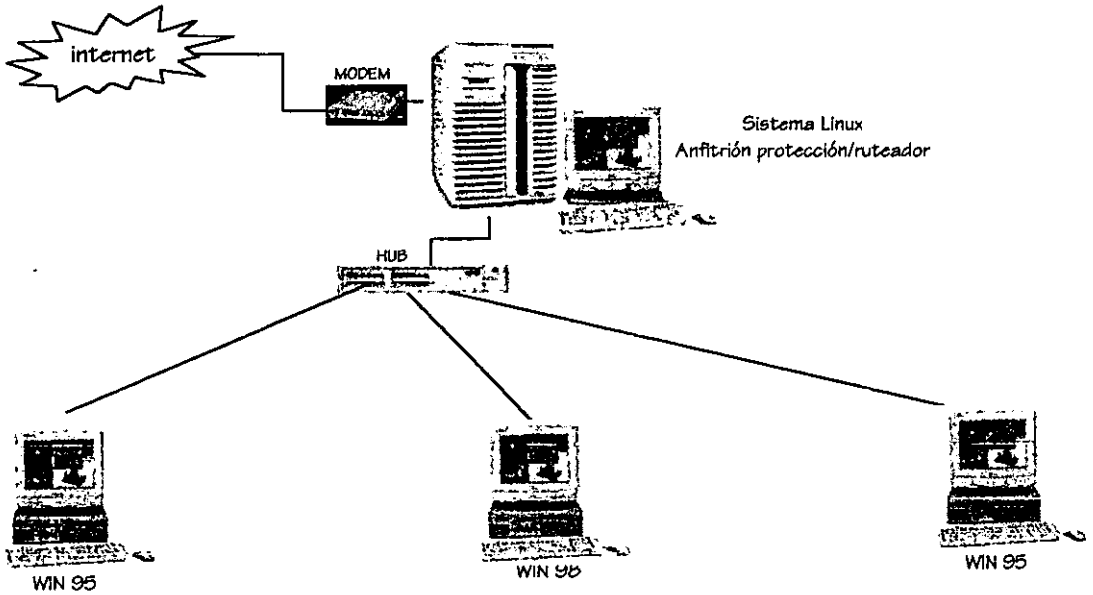 internet
MODEM
Sistema Linux
Anfitrión protección/ruteador
HUB
WIN 95
WIN 98
WIN 95